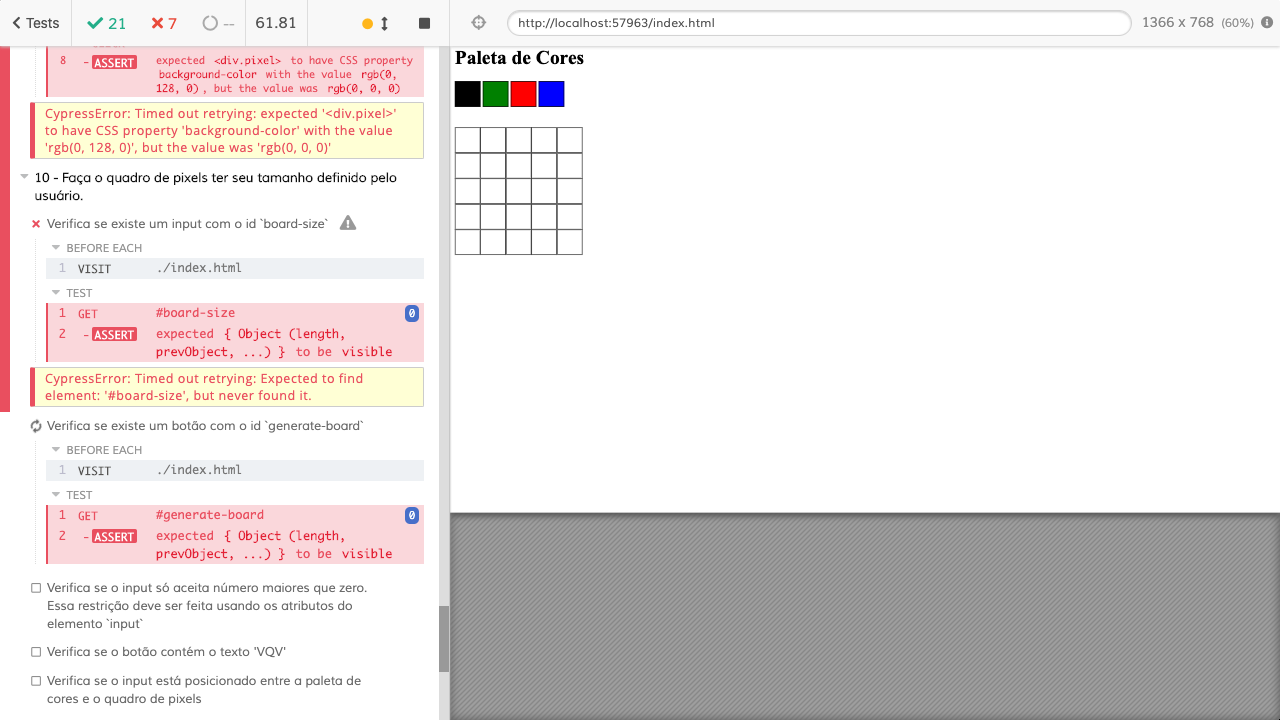 Tests
21
7
--
61.81
http://localhost:57963/index.html
1366 x 768 (60%)
8 - ASSERT expected <div.pixel> to have CSS property
background-color with the value rgb(0,
128, 0), but the value was rgb(0, 0, 0)
CypressError: Timed out retrying: expected '<div.pixel>'
to have CSS property 'background-color' with the value
'rgb(0, 128, 0)', but the value was 'rgb(0, 0, 0)'
10 - Faça o quadro de pixels ter seu tamanho definido pelo
usuário.
Verifica se existe um input com o id `board-size`
BEFORE EACH
1 VISIT ./index.html
TEST
1 GET #board-size 0
2 - ASSERT expected { Object (length,
prevObject, ...) } to be visible
CypressError: Timed out retrying: Expected to find
element: '#board-size', but never found it.
Verifica se existe um botão com o id `generate-board`
BEFORE EACH
1 VISIT ./index.html
TEST
1 GET #generate-board 0
2 - ASSERT expected { Object (length,
prevObject, ...) } to be visible
Verifica se o input só aceita número maiores que zero.
Essa restrição deve ser feita usando os atributos do
elemento `input`
Verifica se o botão contém o texto 'VQV'
Verifica se o input está posicionado entre a paleta de
cores e o quadro de pixels
Paleta de Cores